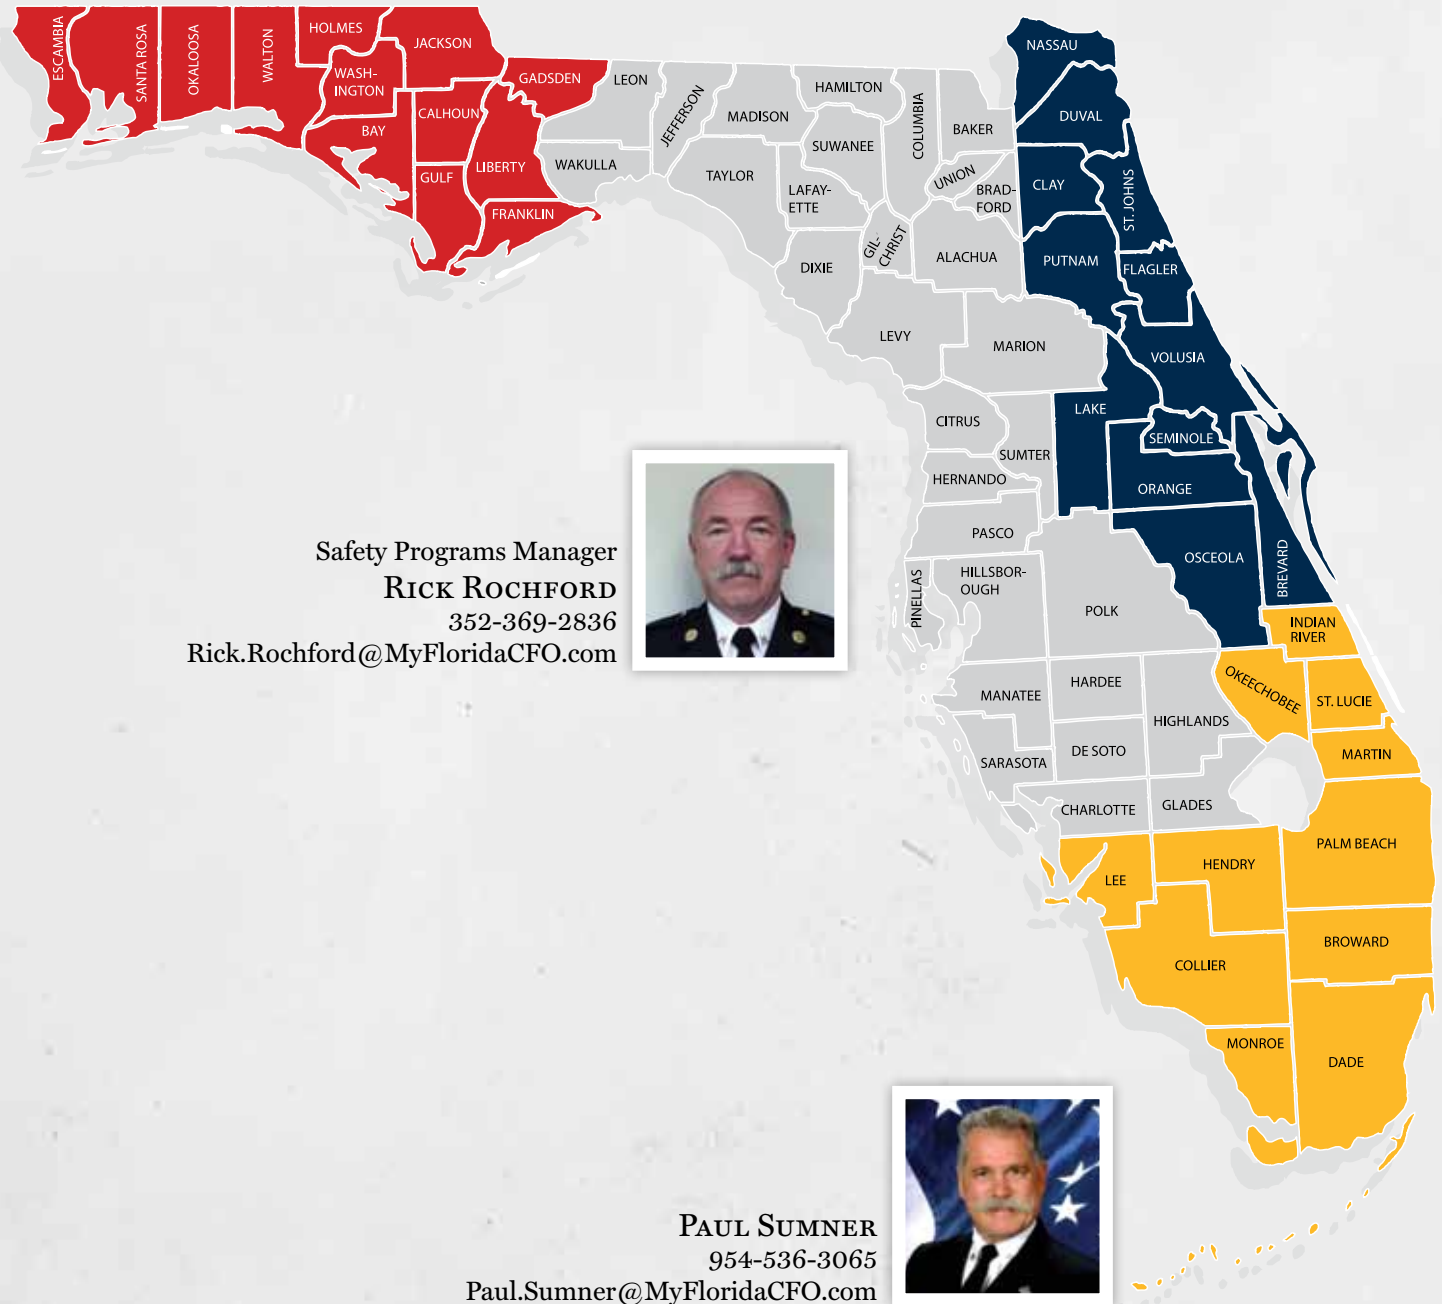 ESCAMBIA
SANTA ROSA
OKALOOSA
WALTON
HOLMES
WASH-
INGTON
JACKSON
BAY
CALHOUN
GULF
LIBERTY
GADSDEN
FRANKLIN
LEON
WAKULLA
JEFFERSON
MADISON
TAYLOR
HAMILTON
SUWANEE
LAFAY-
ETTE
DIXIE
COLUMBIA
GIL-
CHRIST
BAKER
UNION
BRAD-
FORD
ALACHUA
LEVY
MARION
NASSAU
DUVAL
CLAY
ST. JOHNS
PUTNAM
FLAGLER
VOLUSIA
LAKE
SEMINOLE
ORANGE
OSCEOLA
BREVARD
CITRUS
SUMTER
HERNANDO
PASCO
PINELLAS
HILLSBOR-
OUGH
POLK
MANATEE
HARDEE
HIGHLANDS
SARASOTA
DE SOTO
CHARLOTTE
GLADES
INDIAN
RIVER
OKEECHOBEE
ST. LUCIE
MARTIN
PALM BEACH
LEE
HENDRY
BROWARD
COLLIER
MONROE
DADE
Safety Programs Manager
RICK ROCHFORD
352-369-2836
Rick.Rochford@MyFloridaCFO.com
PAUL SUMNER
954-536-3065
Paul.Sumner@MyFloridaCFO.com